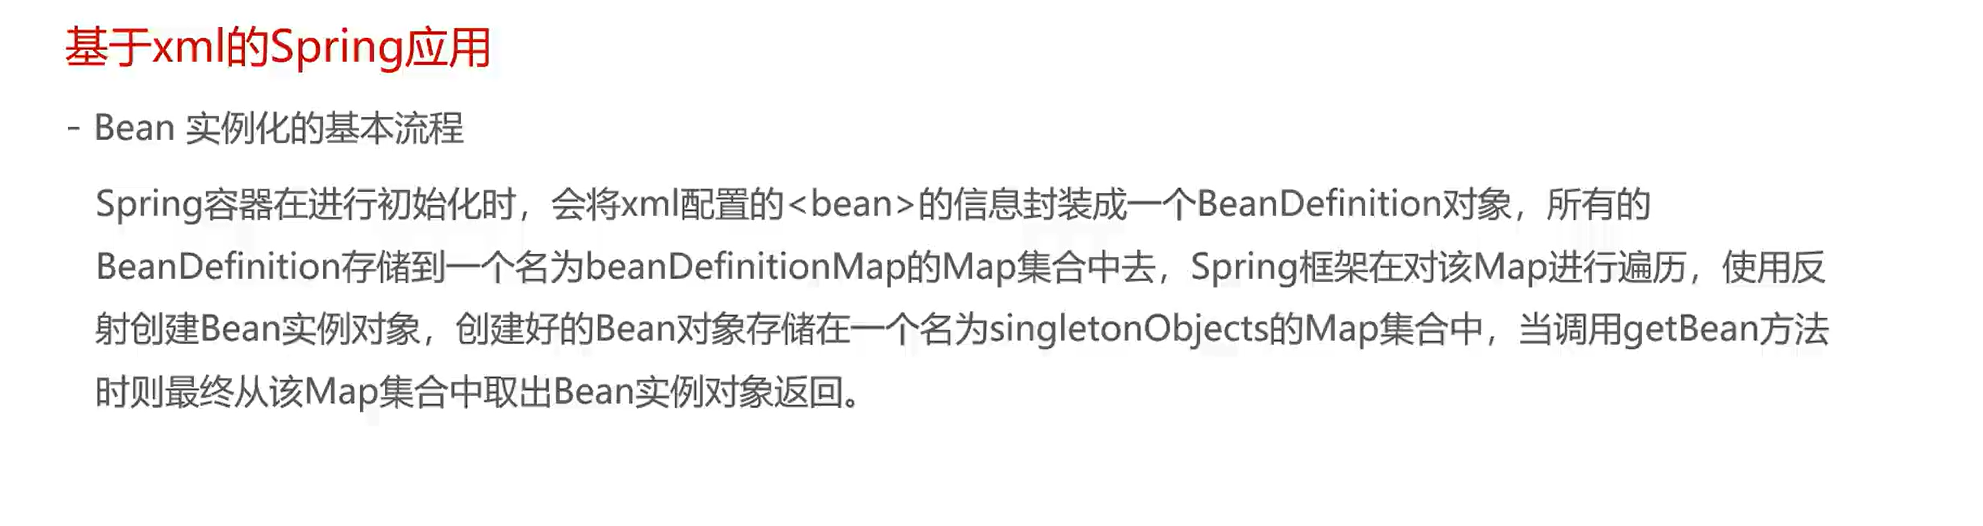 基于xml的Spring应用
- Bean 实例化的基本流程
Spring容器在进行初始化时，会将xml配置的<bean>的信息封装成一个BeanDefinition对象，所有的
BeanDefinition存储到一个名为beanDefinitionMap的Map集合中去，Spring框架在对该Map进行遍历，使用反
射创建Bean实例对象，创建好的Bean对象存储在一个名为singletonObjects的Map集合中，当调用getBean方法
时则最终从该Map集合中取出Bean实例对象返回。